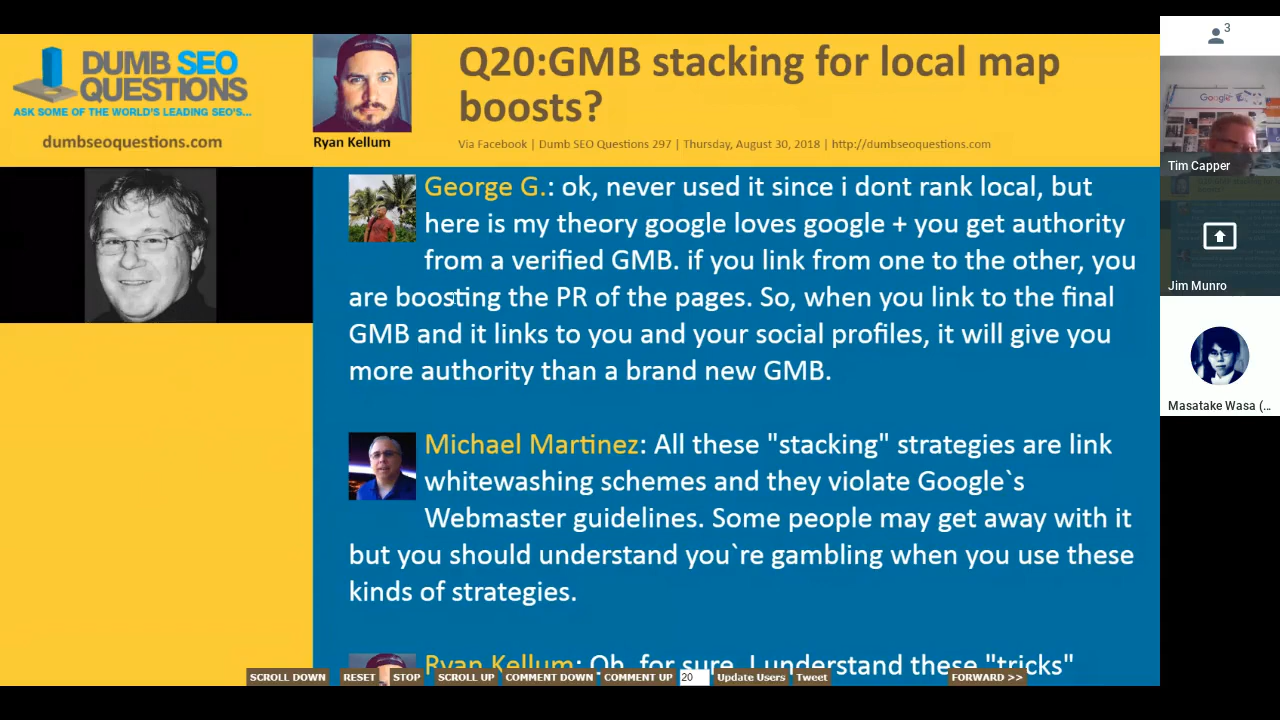 DUMB SEO
QUESTIONS
ASK SOME OF THE WORLD'S LEADING SEO'S...
dumbseoquestions.com
Ryan Kellum
Q20:GMB stacking for local map
boosts?
Via Facebook | Dumb SEO Questions 297 | Thursday, August 30, 2018 | http://dumbseoquestions.com
George G.: ok, never used it since i dont rank local, but
here is my theory google loves google + you get authority
from a verified GMB. if you link from one to the other, you
are boosting the PR of the pages. So, when you link to the final
GMB and it links to you and your social profiles, it will give you
more authority than a brand new GMB.
Michael Martinez: All these "stacking" strategies are link
whitewashing schemes and they violate Google`s
Webmaster guidelines. Some people may get away with it
but you should understand you`re gambling when you use these
kinds of strategies.
Ryan Kellum: Oh, for sure. I understand these "tricks"
SCROLL DOWN RESET STOP SCROLL UP COMMENT DOWN COMMENT UP 20 Update Users Tweet FORWARD >>
3
Google
Tim Capper
Jim Munro
Masatake Wasa (...